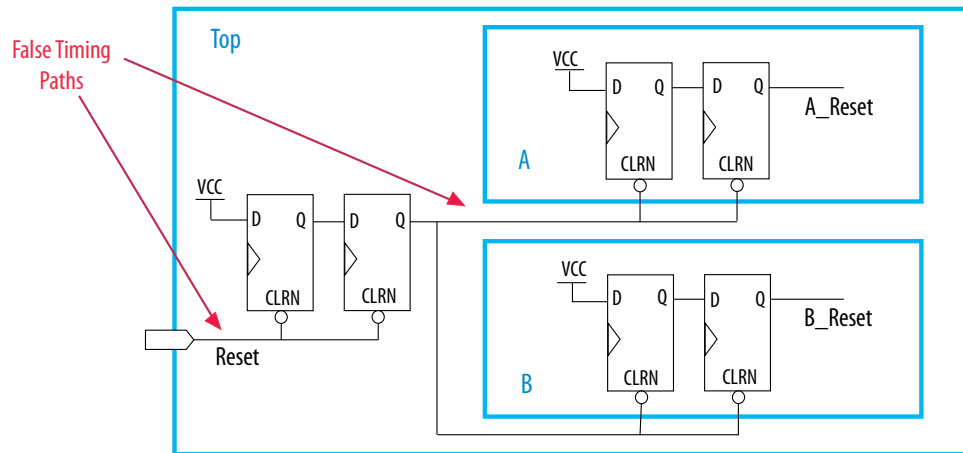 False Timing
Paths
Top
VCC
D Q
CLRN
D Q
CLRN
A_Reset
A
VCC
D Q
CLRN
D Q
CLRN
Reset
VCC
D Q
CLRN
D Q
CLRN
B_Reset
B